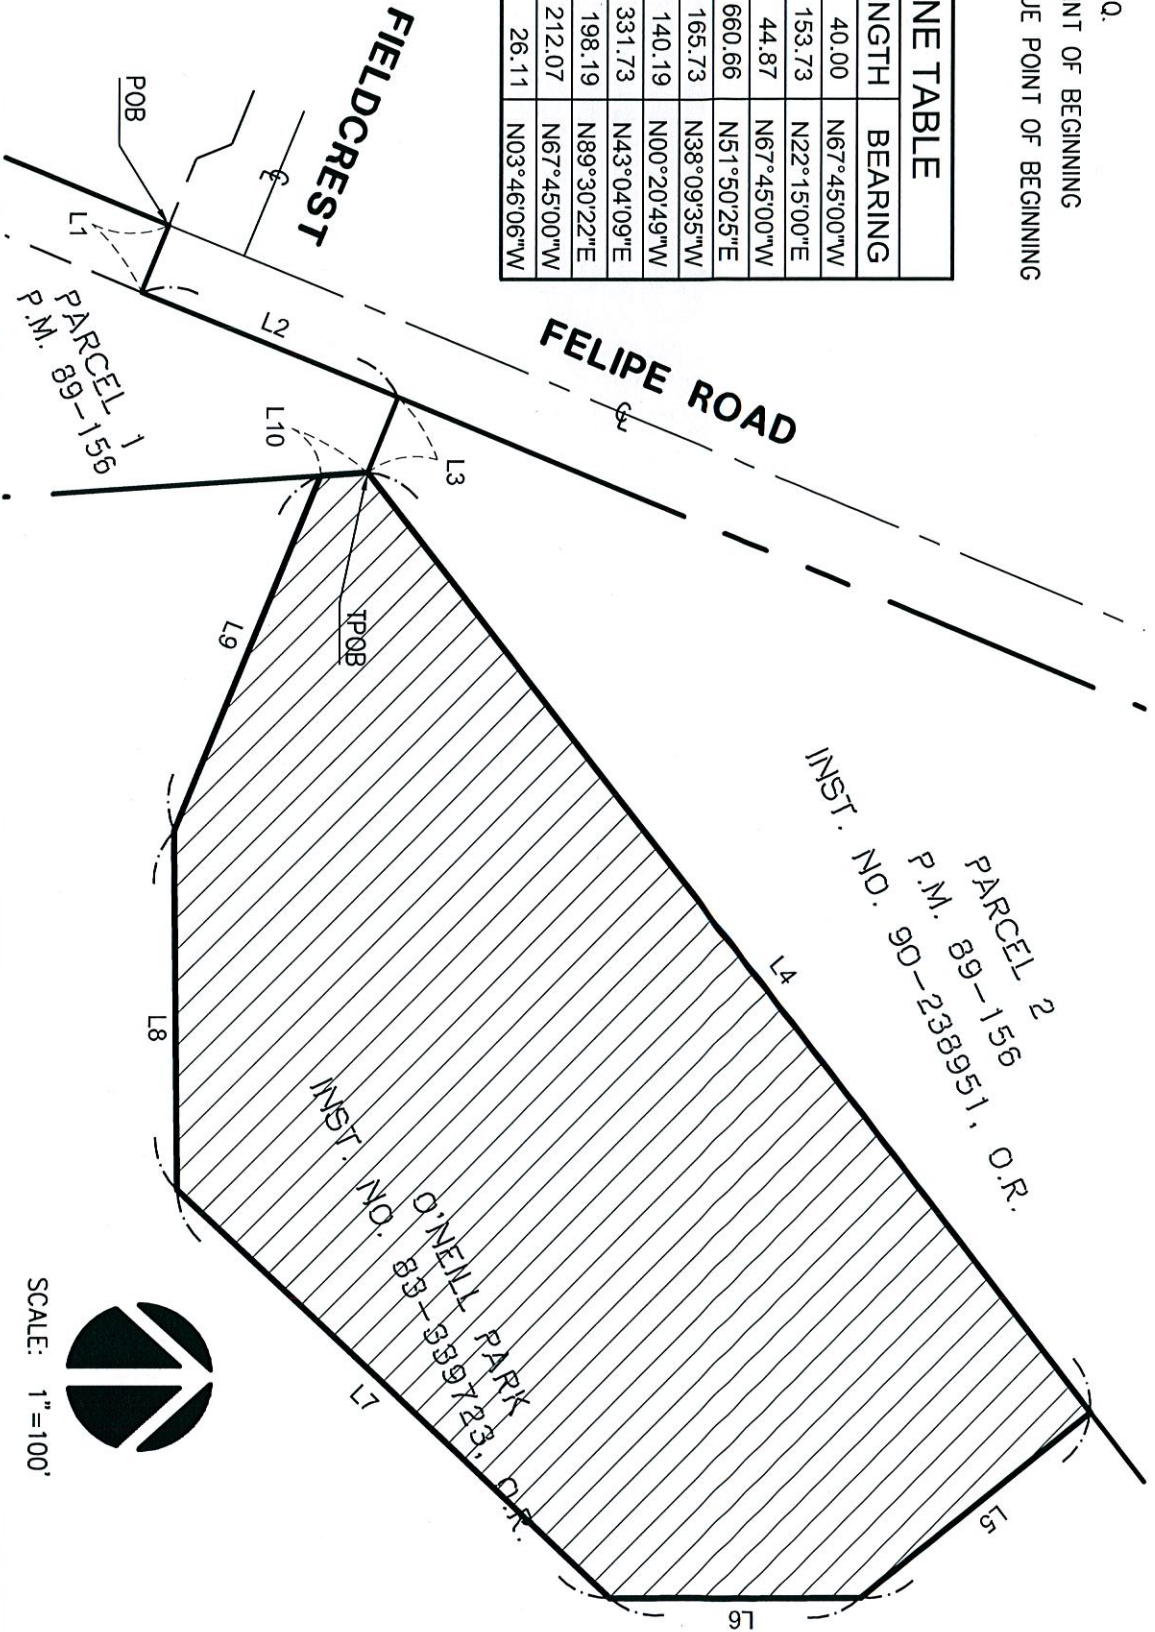 Q.
NT OF BEGINNING
UE POINT OF BEGINNING
NE TABLE
NGTH BEARING
40.00 N67°45'00"W
153.73 N22°15'00"E
44.87 N67°45'00"W
660.66 N51°50'25"E
165.73 N38°09'35"W
140.19 N00°20'49"W
331.73 N43°04'09"E
198.19 N89°30'22"E
212.07 N67°45'00"W
26.11 N03°46'06"W
FIELDCREST
POB
L1
L2
PARCEL 1
P.M. 89-156
FELIPE ROAD
L3
L10
TPOB
L9
PARCEL 2
P.M. 89-156
INST. NO. 90-238951, O.R.
L4
L8
O'NEILL PARK
INST. NO. 83-339723, O.R.
L7
L5
L6
SCALE: 1"=100'